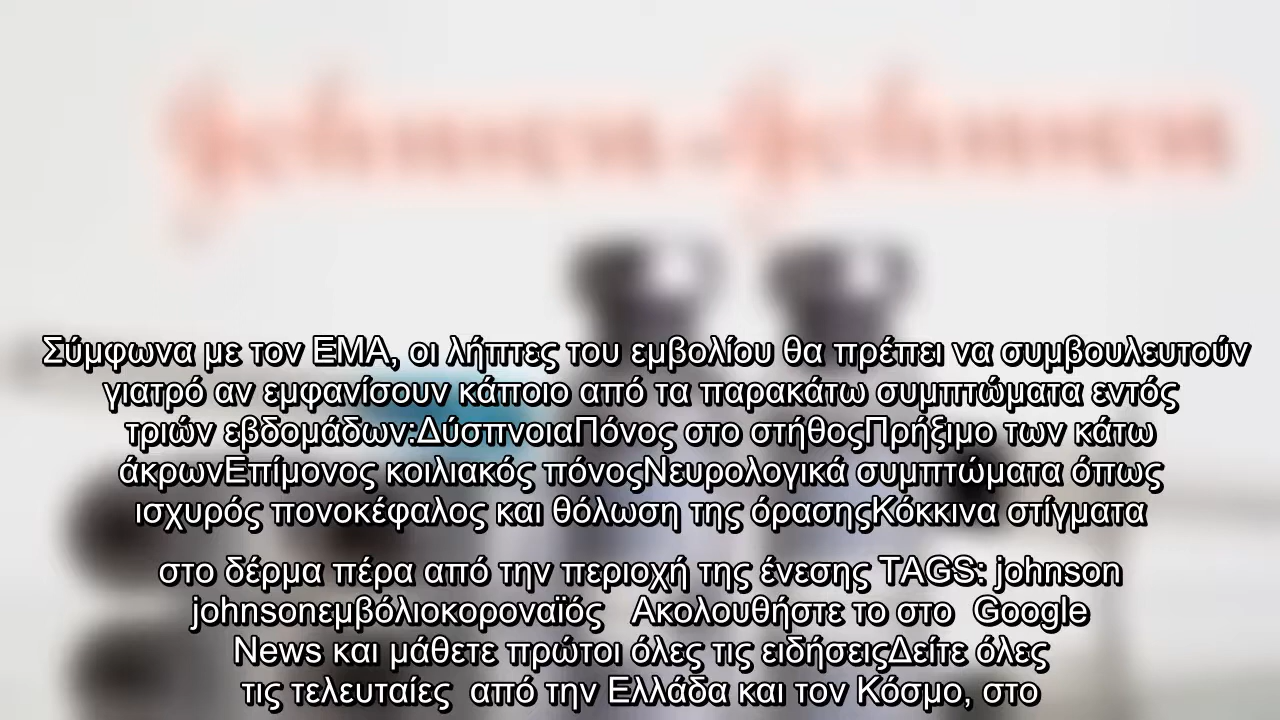 Σύμφωνα με τον ΕΜΑ, οι λήπτες του εμβολίου θα πρέπει να συμβουλευτούν
γιατρό αν εμφανίσουν κάποιο από τα παρακάτω συμπτώματα εντός
τριών εβδομάδων:ΔύσπνοιαΠόνος στο στήθοςΠρήξιμο των κάτω
άκρωνΕπίμονος κοιλιακός πόνοςΝευρολογικά συμπτώματα όπως
ισχυρός πονοκέφαλος και θόλωση της όρασηςΚόκκινα στίγματα
στο δέρμα πέρα από την περιοχή της ένεσης TAGS: johnson
johnsonεμβόλιοκοροναϊός Ακολουθήστε το στο Google
News και μάθετε πρώτοι όλες τις ειδήσειςΔείτε όλες
τις τελευταίες από την Ελλάδα και τον Κόσμο, στο